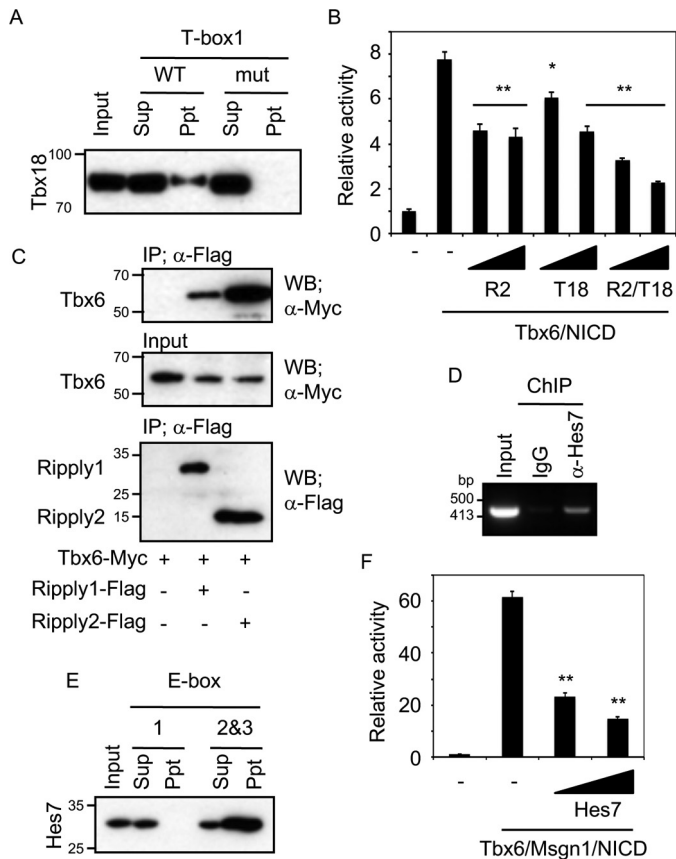 A
T-box1
WT mut
Input Sup Ppt Sup Ppt
Tbx18
100
70
B
Relative activity
8
6
4
2
0
** * **
- - R2 T18 R2/T18
Tbx6/NICD
C
IP; α-Flag
Tbx6
70
50
WB;
α-Myc
Input
Tbx6
70
50
WB;
α-Myc
IP; α-Flag
Ripply1
Ripply2
35
25
15
WB;
α-Flag
Tbx6-Myc + + +
Ripply1-Flag - + -
Ripply2-Flag - - +
D
ChIP
Input IgG α-Hes7
bp
500
413
E
E-box
1 2&3
Input Sup Ppt Sup Ppt
Hes7
35
25
F
Relative activity
60
40
20
0
** **
- - Hes7
Tbx6/Msgn1/NICD